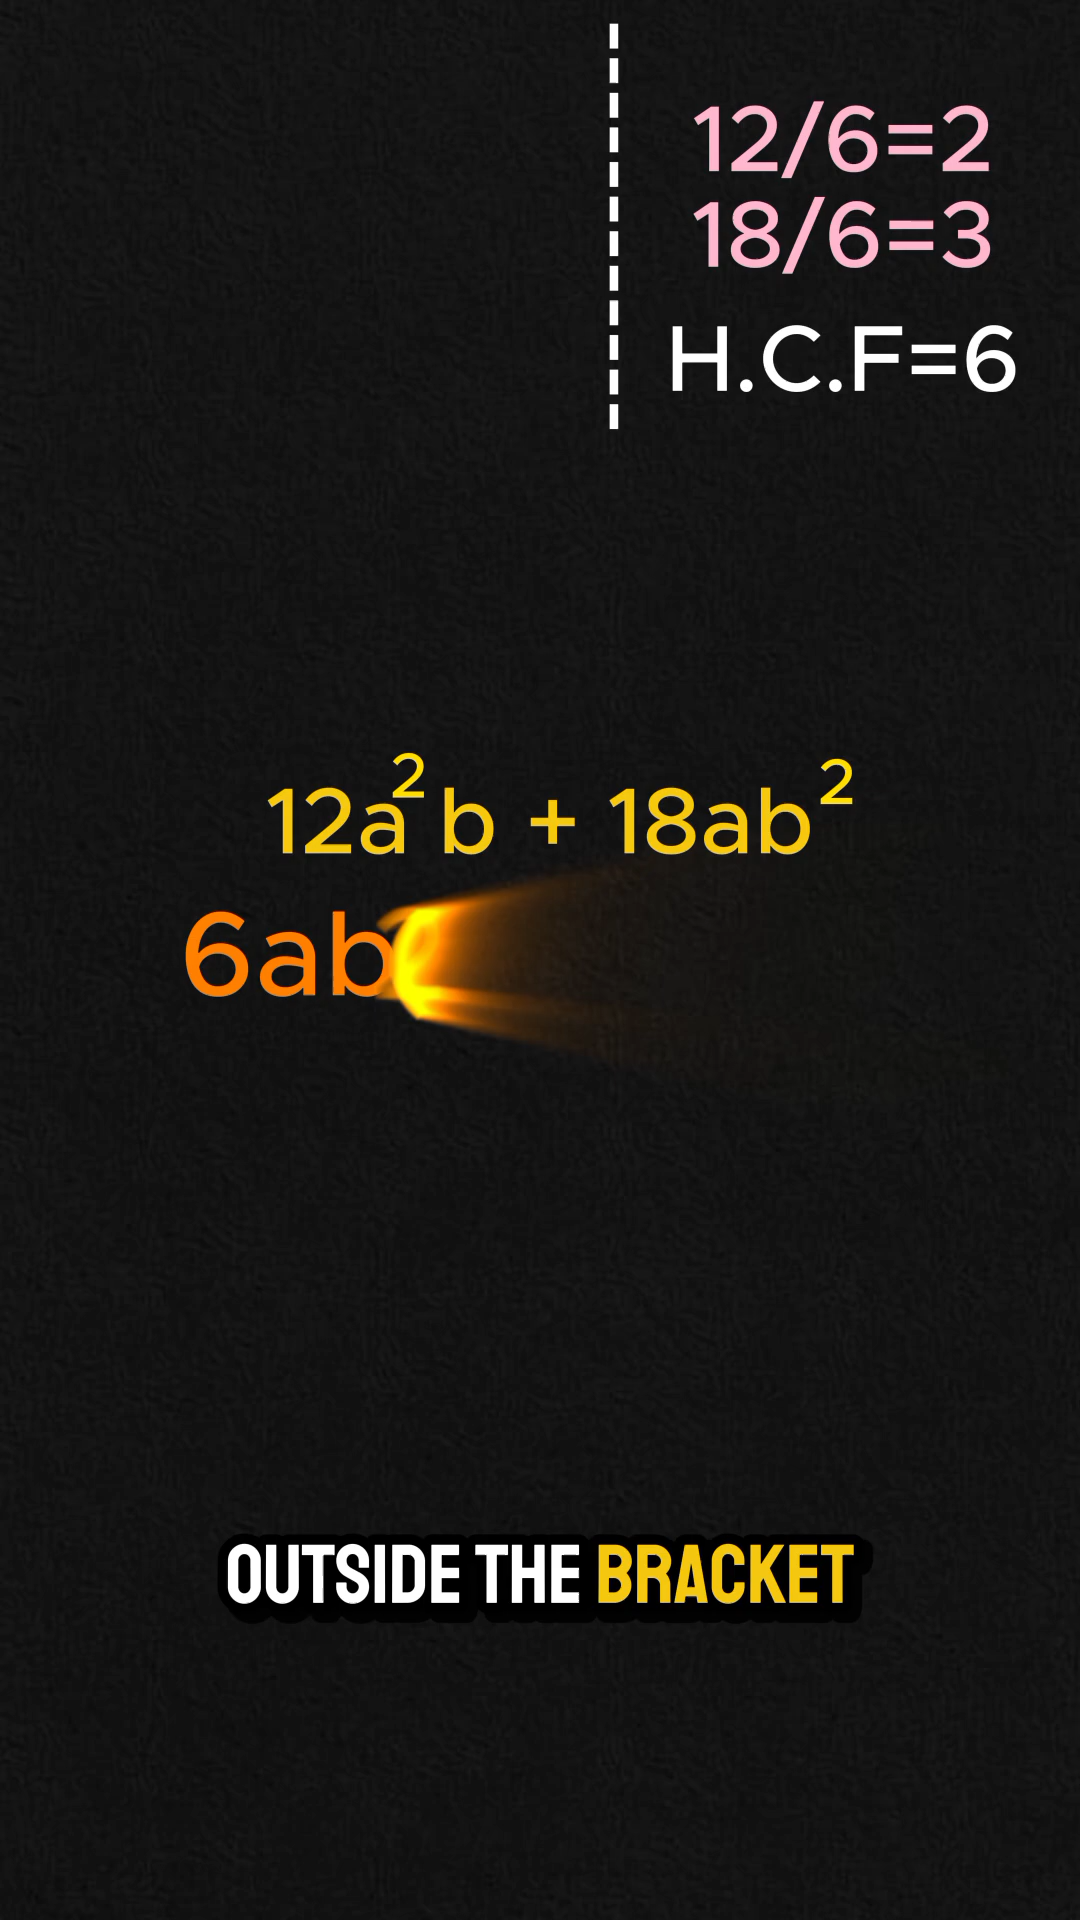 12/6=2
18/6=3
H.C.F=6
12a²b + 18ab²
6ab(
OUTSIDE THE BRACKET